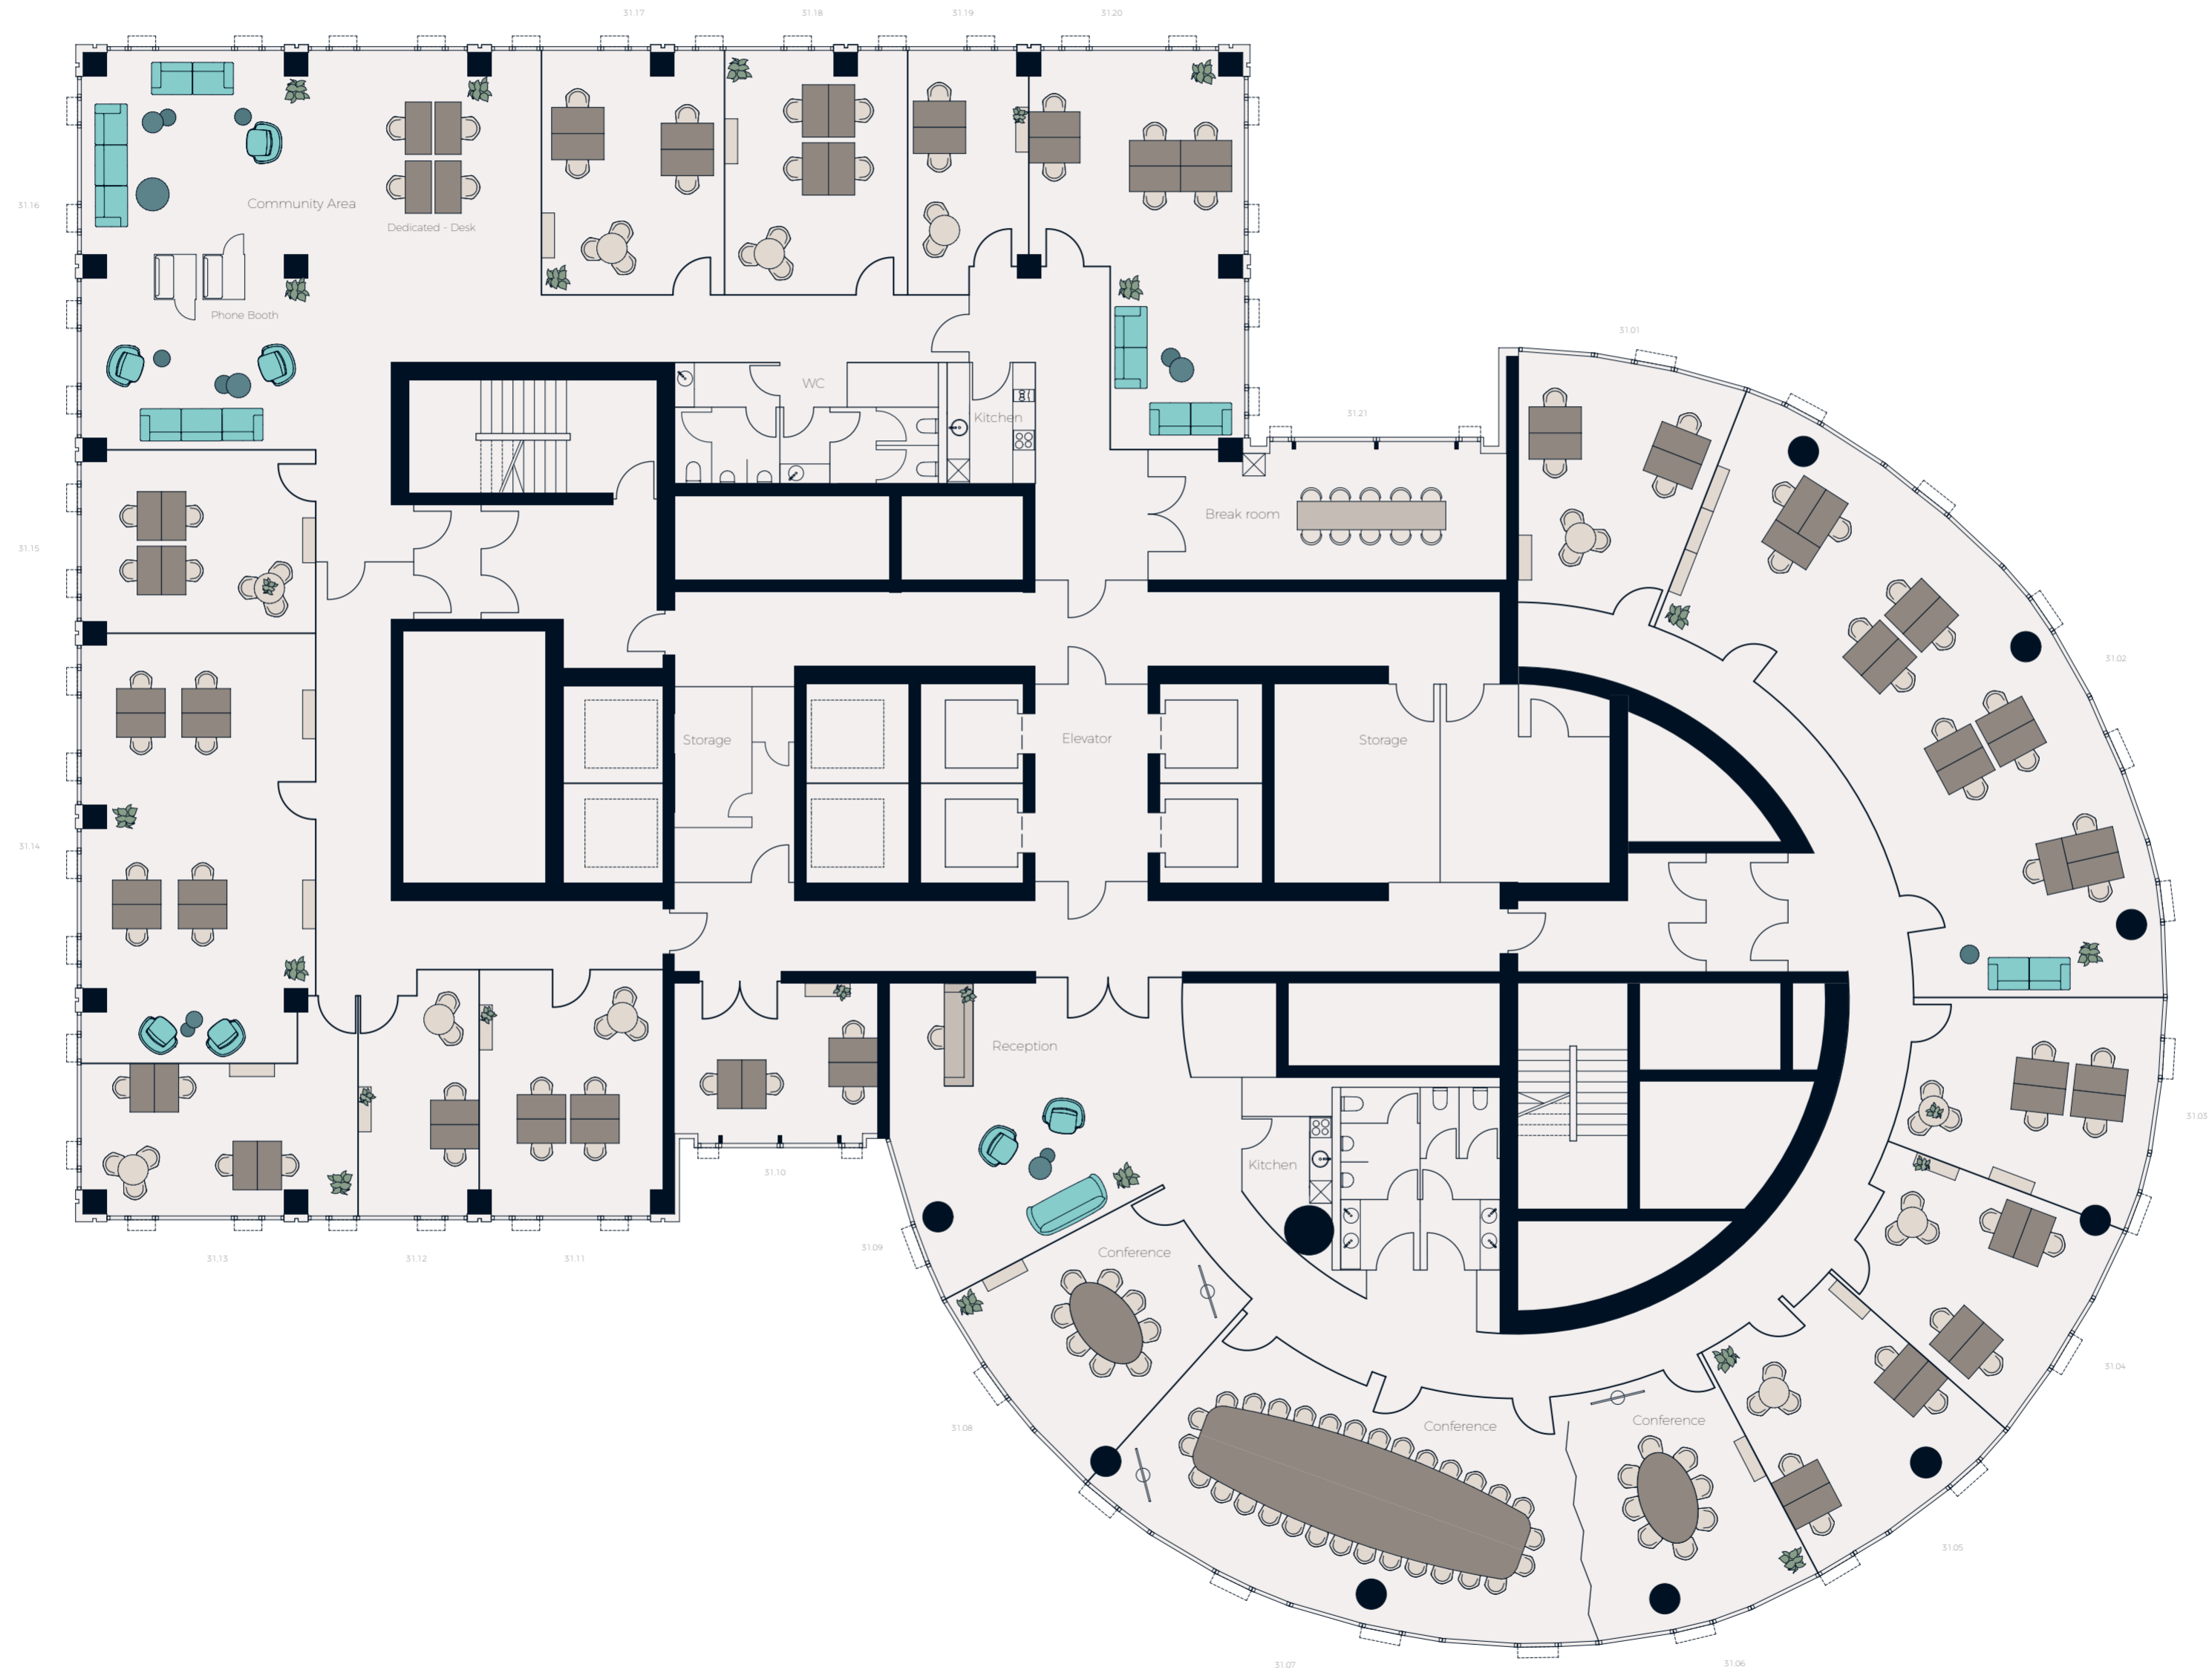 31.17
31.18
31.19
31.20
31.16
Community Area
Dedicated - Desk
Phone Booth
31.01
WC
Kitchen
31.21
Break room
31.15
31.02
Storage
Elevator
Storage
31.14
Reception
31.03
Kitchen
31.10
31.13
31.12
31.11
31.09
Conference
31.04
31.08
Conference
Conference
31.05
31.07
31.06